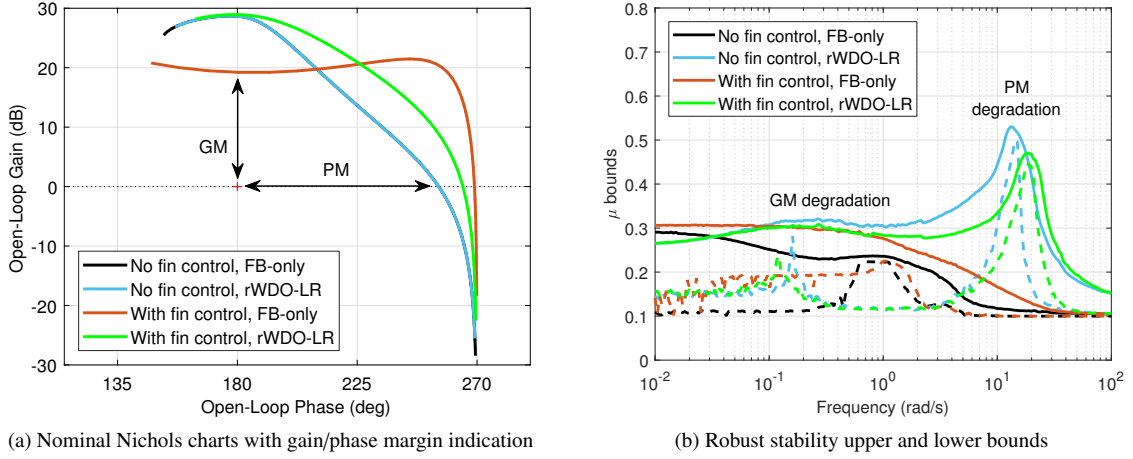 30
20
10
0
-10
-20
-30
Open-Loop Gain (dB)
GM
PM
No fin control, FB-only
No fin control, rWDO-LR
With fin control, FB-only
With fin control, rWDO-LR
135
180
225
270
Open-Loop Phase (deg)
(a) Nominal Nichols charts with gain/phase margin indication
0.8
0.7
0.6
0.5
0.4
0.3
0.2
0.1
0
μ bounds
No fin control, FB-only
No fin control, rWDO-LR
With fin control, FB-only
With fin control, rWDO-LR
PM
degradation
GM degradation
10^-2
10^-1
10^0
10^1
10^2
Frequency (rad/s)
(b) Robust stability upper and lower bounds